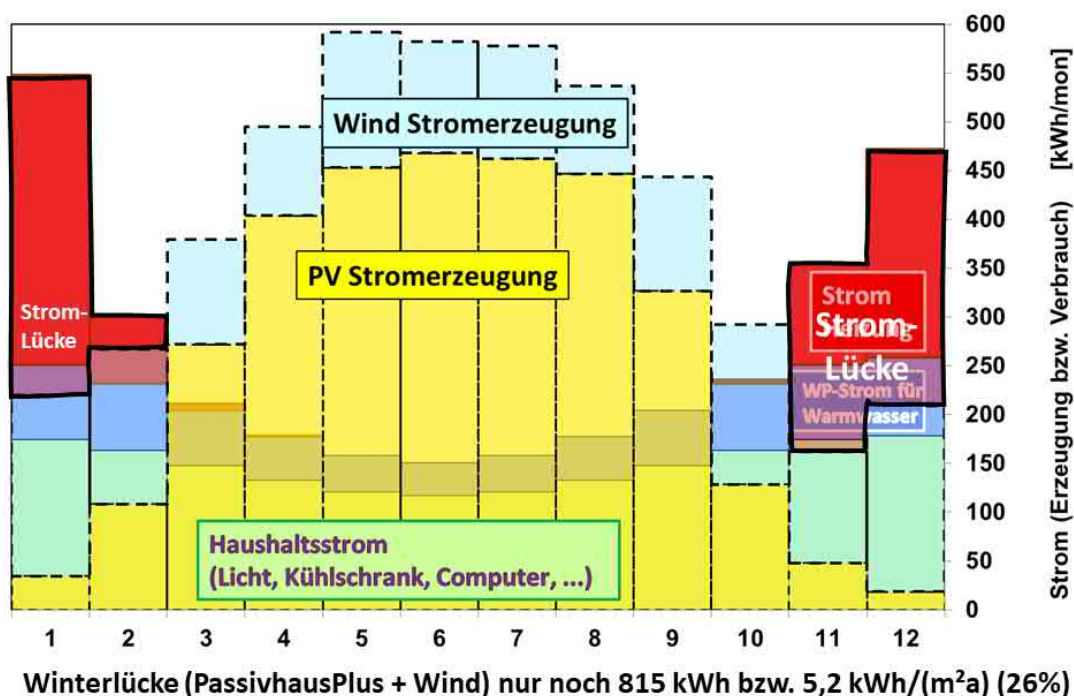 600
550
500
450
400
350
300
250
200
150
100
50
0
Strom (Erzeugung bzw. Verbrauch) [kWh/mon]
Wind Stromerzeugung
PV Stromerzeugung
Strom-
Lücke
Strom
Heizung
Strom-
Lücke
WP-Strom für
Warmwasser
Haushaltsstrom
(Licht, Kühlschrank, Computer, ...)
1 2 3 4 5 6 7 8 9 10 11 12
Winterlücke (PassivhausPlus + Wind) nur noch 815 kWh bzw. 5,2 kWh/(m²a) (26%)